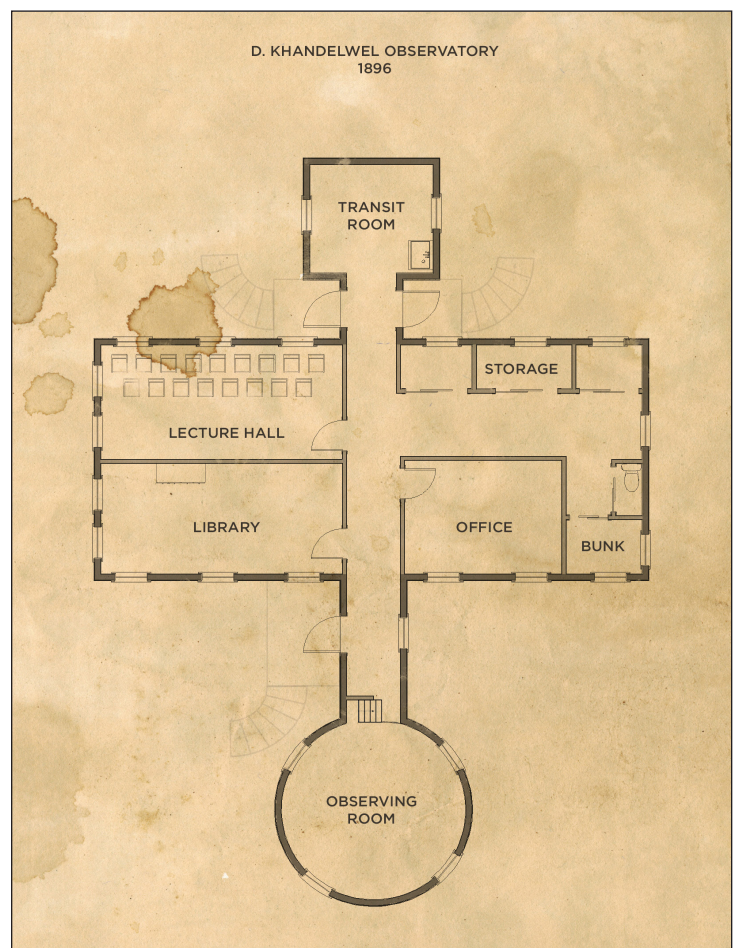 D. KHANDELWEL OBSERVATORY
1896
TRANSIT
ROOM
STORAGE
LECTURE HALL
LIBRARY
OFFICE
BUNK
OBSERVING
ROOM